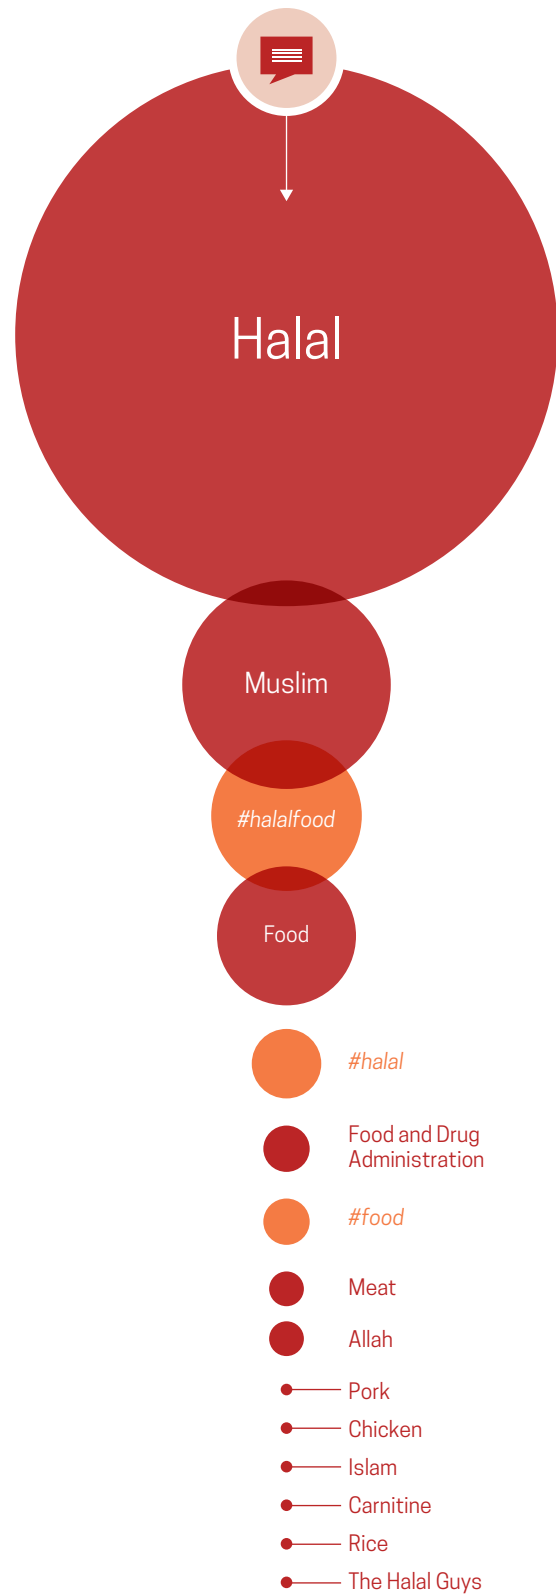 Halal
Muslim
#halalfood
Food
#halal
Food and Drug
Administration
#food
Meat
Allah
Pork
Chicken
Islam
Carnitine
Rice
The Halal Guys